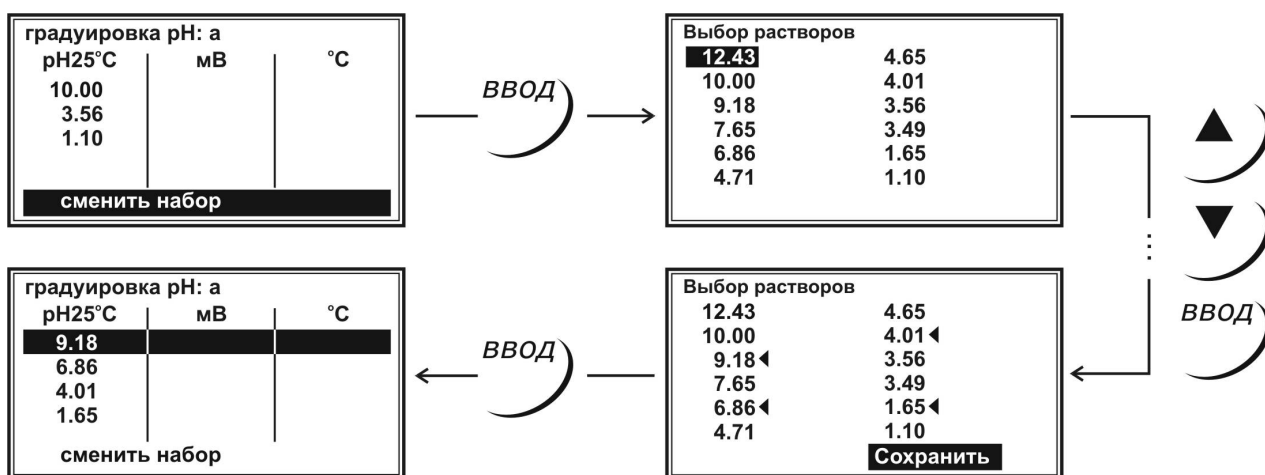 градуировка pH: а
pH25°C мВ °C
10.00
3.56
1.10
сменить набор
ВВОД
Выбор растворов
12.43 4.65
10.00 4.01
9.18 3.56
7.65 3.49
6.86 1.65
4.71 1.10
ВВОД
Выбор растворов
12.43 4.65
10.00 4.01
9.18 3.56
7.65 3.49
6.86 1.65
4.71 1.10
Сохранить
ВВОД
градуировка pH: а
pH25°C мВ °C
9.18
6.86
4.01
1.65
сменить набор